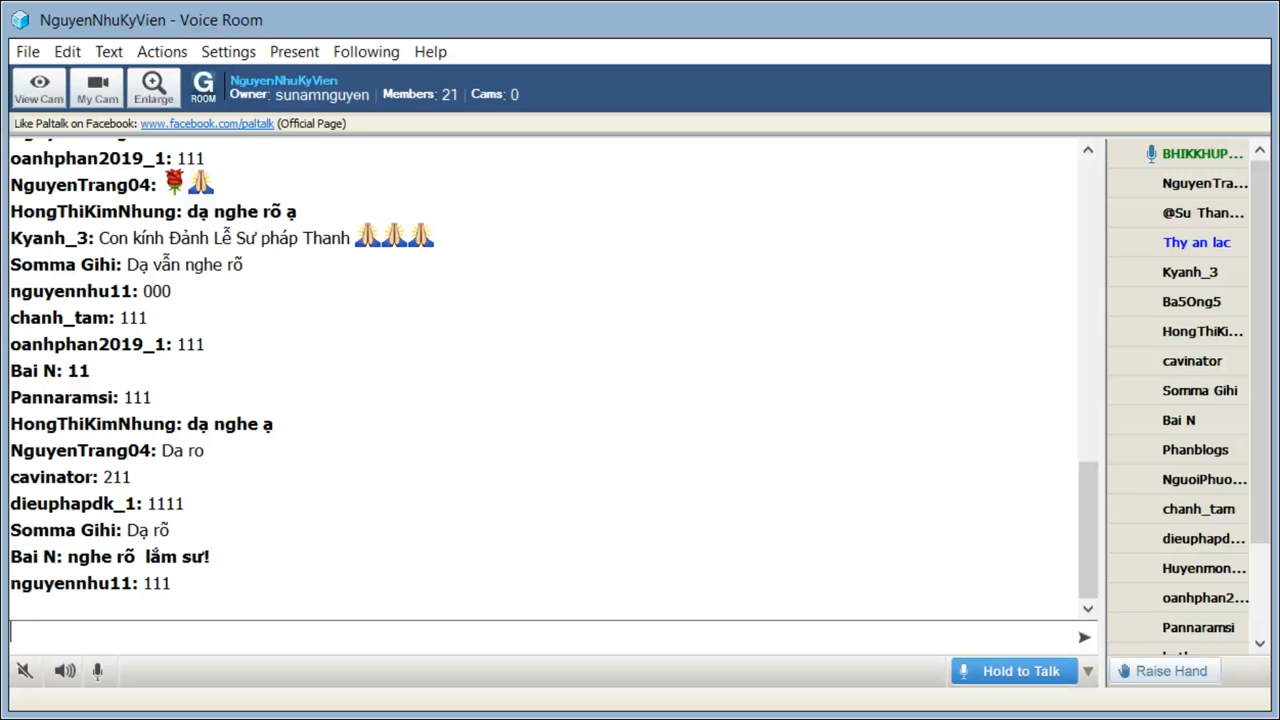 NguyenNhuKyVien - Voice Room
File Edit Text Actions Settings Present Following Help
View Cam My Cam Enlarge G ROOM
NguyenNhuKyVien
Owner: sunamnguyen Members: 21 Cams: 0
Like Paltalk on Facebook: www.facebook.com/paltalk (Official Page)
oanhphan2019_1: 111
NguyenTrang04:
HongThiKimNhung: dạ nghe rõ ạ
Kyanh_3: Con kính Đảnh Lễ Sư pháp Thanh
Somma Gihi: Dạ vẫn nghe rõ
nguyennhu11: 000
chanh_tam: 111
oanhphan2019_1: 111
Bai N: 11
Pannaramsi: 111
HongThiKimNhung: dạ nghe ạ
NguyenTrang04: Da ro
cavinator: 211
dieuphapdk_1: 1111
Somma Gihi: Dạ rõ
Bai N: nghe rõ lắm sư!
nguyennhu11: 111
BHIKKHUP...
NguyenTra...
@Su Than...
Thy an lac
Kyanh_3
Ba5Ong5
HongThiKi...
cavinator
Somma Gihi
Bai N
Phanblogs
NguoiPhuo...
chanh_tam
dieuphapd...
Huyenmon...
oanhphan2...
Pannaramsi
Hold to Talk
Raise Hand